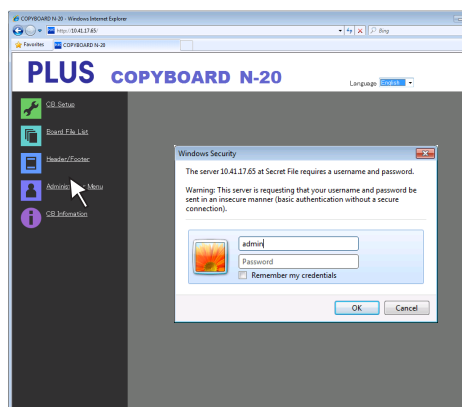 COPYBOARD N-20 - Windows Internet Explorer
http://10.41.17.65/
Bing
Favorites COPYBOARD N-20
PLUS COPYBOARD N-20
Language English
CB Setup
Board File List
Header/Footer
Menu
CB Infomation
Windows Security
The server 10.41.17.65 at Secret File requires a username and password.
Warning: This server is requesting that your username and password be
sent in an insecure manner (basic authentication without a secure
connection).
admin
Password
Remember my credentials
OK Cancel